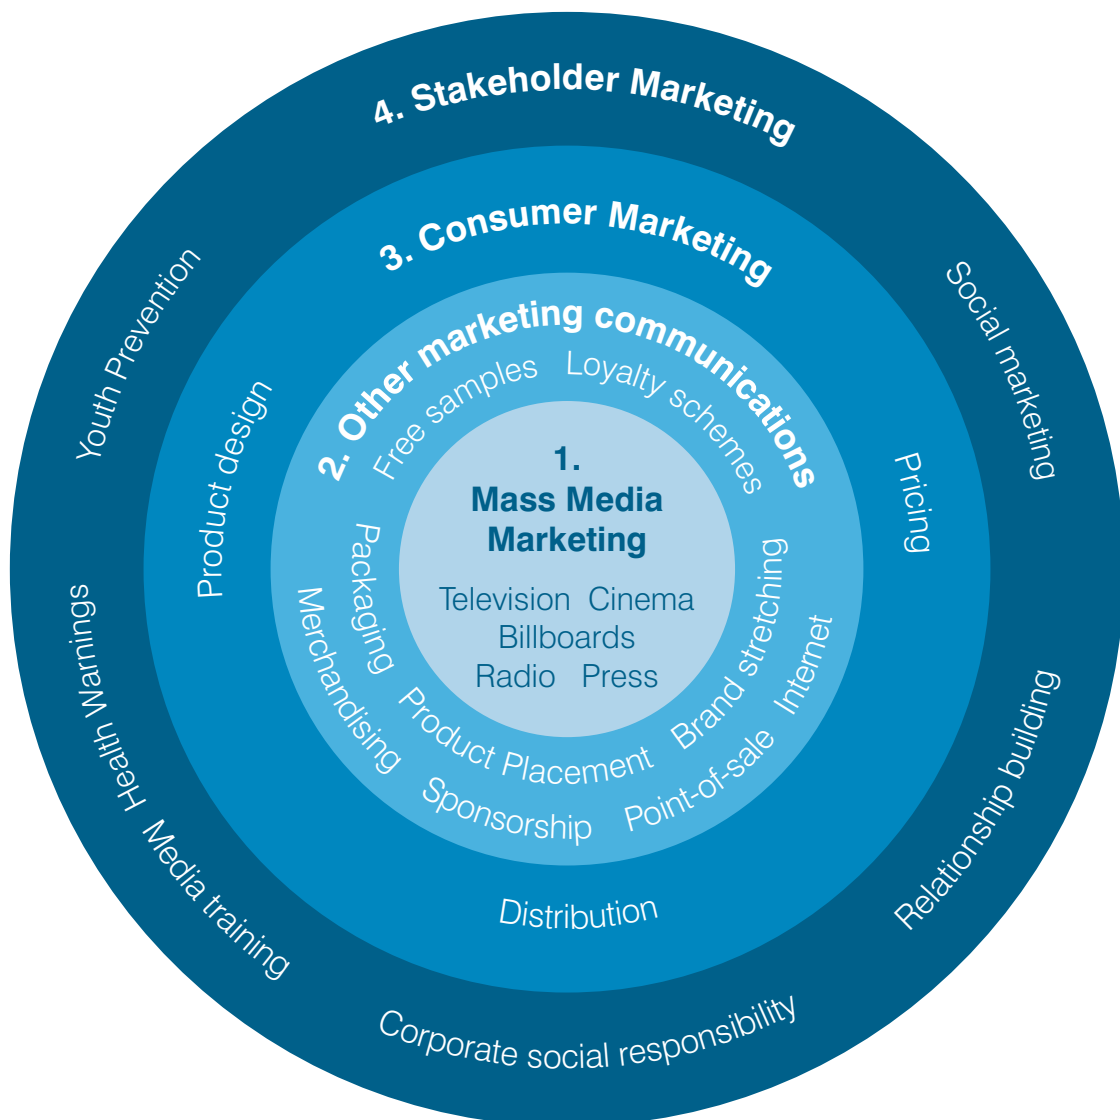 4. Stakeholder Marketing
Youth Prevention
Social marketing
Health Warnings
Relationship building
Media training
Corporate social responsibility
3. Consumer Marketing
Product design
Pricing
Distribution
2. Other marketing communications
Free samples
Loyalty schemes
Packaging
Brand stretching
Merchandising
Internet
Product Placement
Point-of-sale
Sponsorship
1.
Mass Media
Marketing
Television Cinema
Billboards
Radio Press